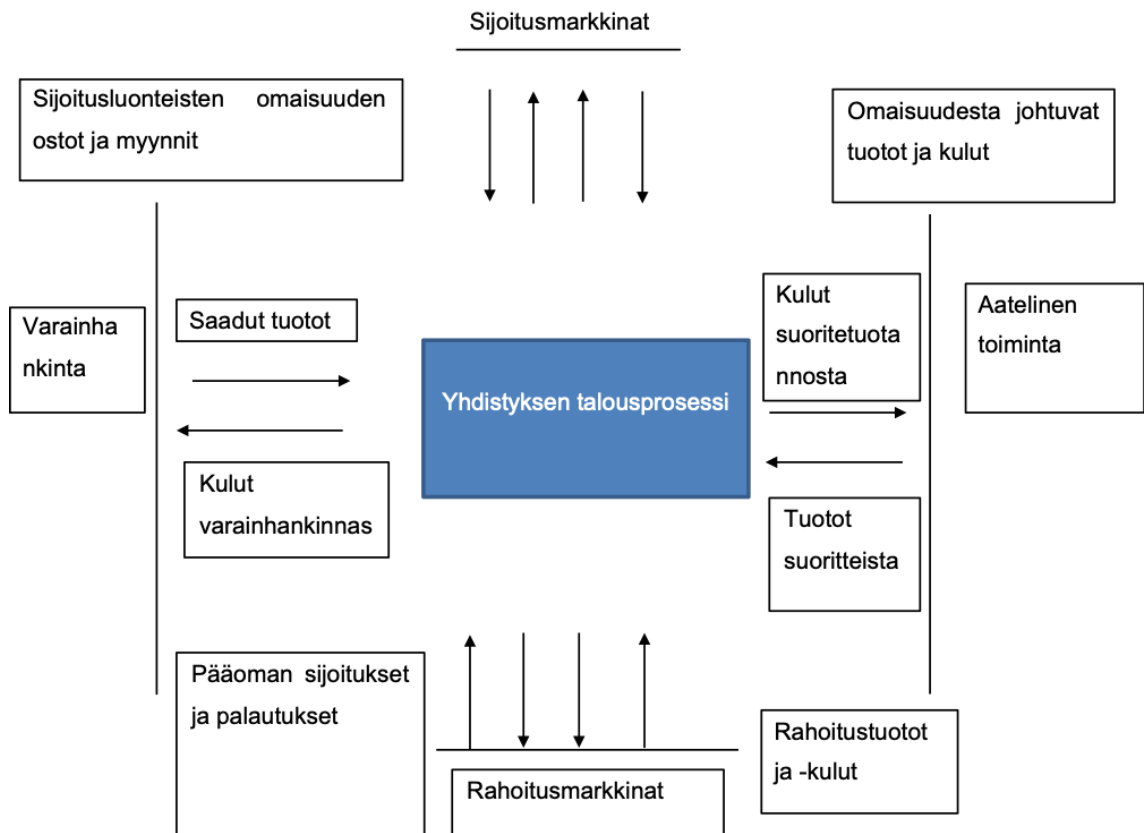 Sijoitusmarkkinat
Sijoitusluonteisten omaisuuden
ostot ja myynnit
Omaisuudesta johtuvat
tuotot ja kulut
Varainha
nkinta
Saadut tuotot
Kulut
varainhankinnas
Yhdistyksen talousprosessi
Kulut
suoritetuota
nnosta
Tuotot
suoritteista
Aatelinen
toiminta
Pääoman sijoitukset
ja palautukset
Rahoitusmarkkinat
Rahoitustuotot
ja -kulut